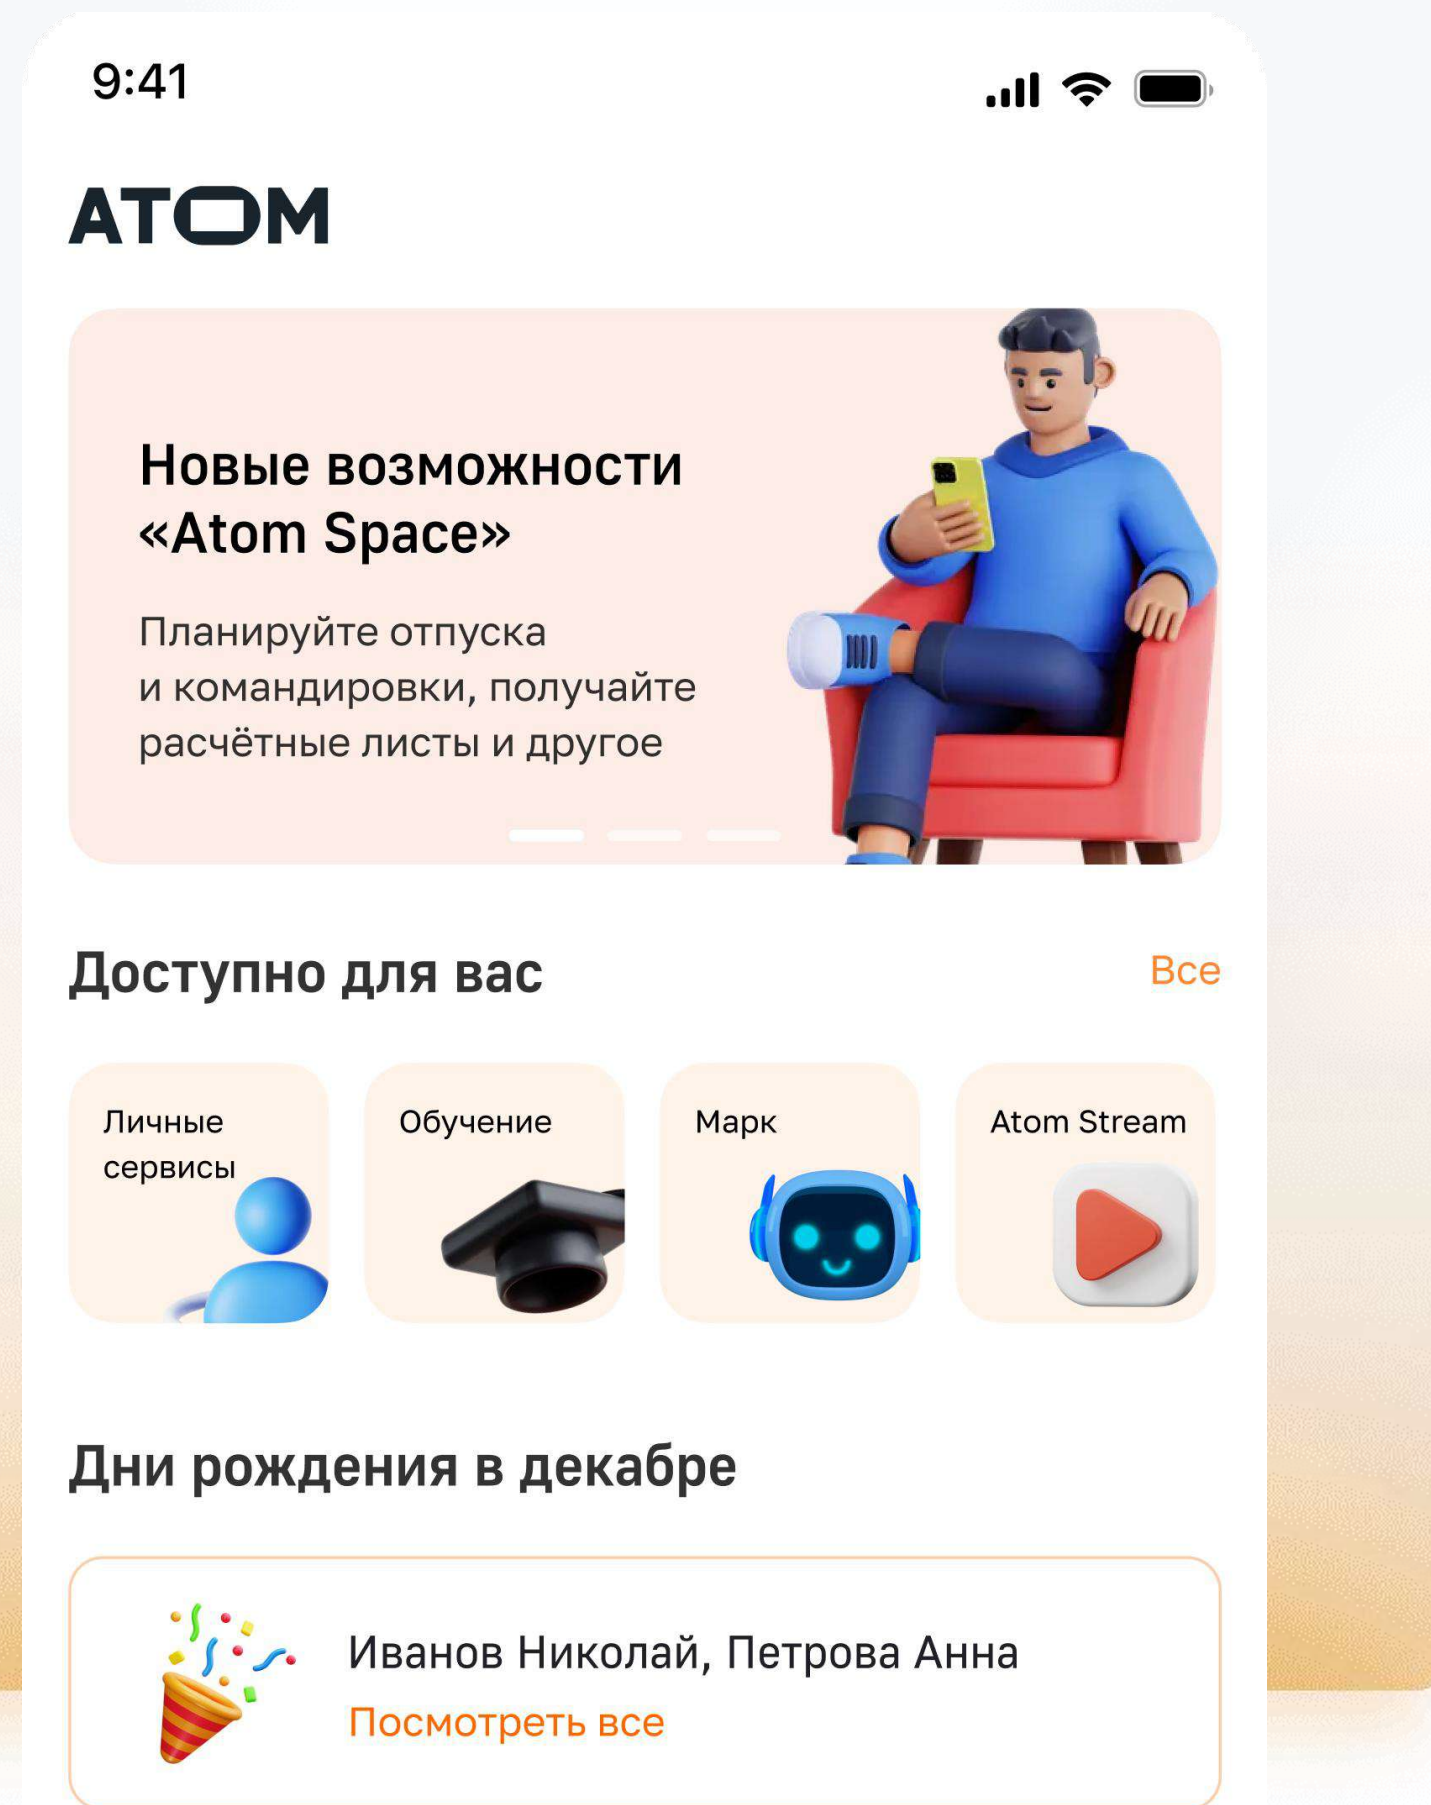 9:41
АТОМ
Новые возможности
«Atom Space»
Планируйте отпуска
и командировки, получайте
расчётные листы и другое
Доступно для вас
Все
Личные
сервисы
Обучение
Марк
Atom Stream
Дни рождения в декабре
Иванов Николай, Петрова Анна
Посмотреть все